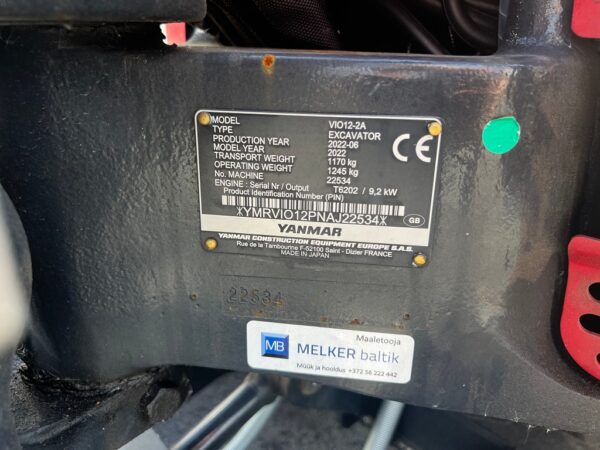 MODEL VIO12-2A
TYPE EXCAVATOR
PRODUCTION YEAR 2022-06
MODEL YEAR 2022
TRANSPORT WEIGHT 1170 kg
OPERATING WEIGHT 1245 kg
No. MACHINE 22534
ENGINE : Serial Nr / Output T6202 / 9,2 kW
Product Identification Number (PIN)
CE
YMRVIO12PNAJ22534
GB
YANMAR
YANMAR CONSTRUCTION EQUIPMENT EUROPE S.A.S.
Rue de la Tambourine F-52100 Saint - Dizier FRANCE
MADE IN JAPAN
22534
Maaletooja
MB MELKER baltik
Müük ja hooldus +372 56 222 442